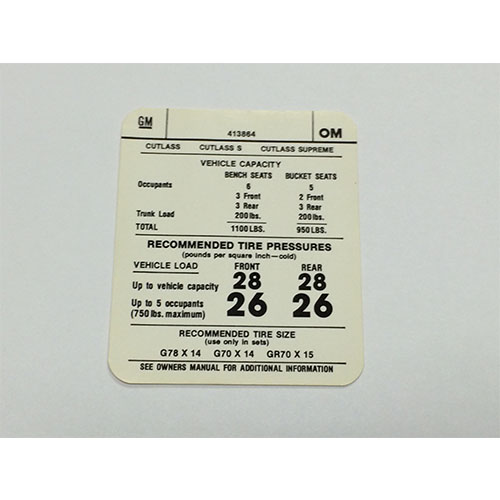 GM 413864 OM
CUTLASS CUTLASS S CUTLASS SUPREME
VEHICLE CAPACITY
BENCH SEATS BUCKET SEATS
Occupants 6 5
3 Front 2 Front
3 Rear 3 Rear
Trunk Load 200 lbs. 200 lbs.
TOTAL 1100 LBS. 950 LBS.
RECOMMENDED TIRE PRESSURES
(pounds per square inch—cold)
VEHICLE LOAD FRONT REAR
Up to vehicle capacity 28 28
Up to 5 occupants 26 26
(750 lbs. maximum)
RECOMMENDED TIRE SIZE
(use only in sets)
G78 X 14 G70 X 14 GR70 X 15
SEE OWNERS MANUAL FOR ADDITIONAL INFORMATION